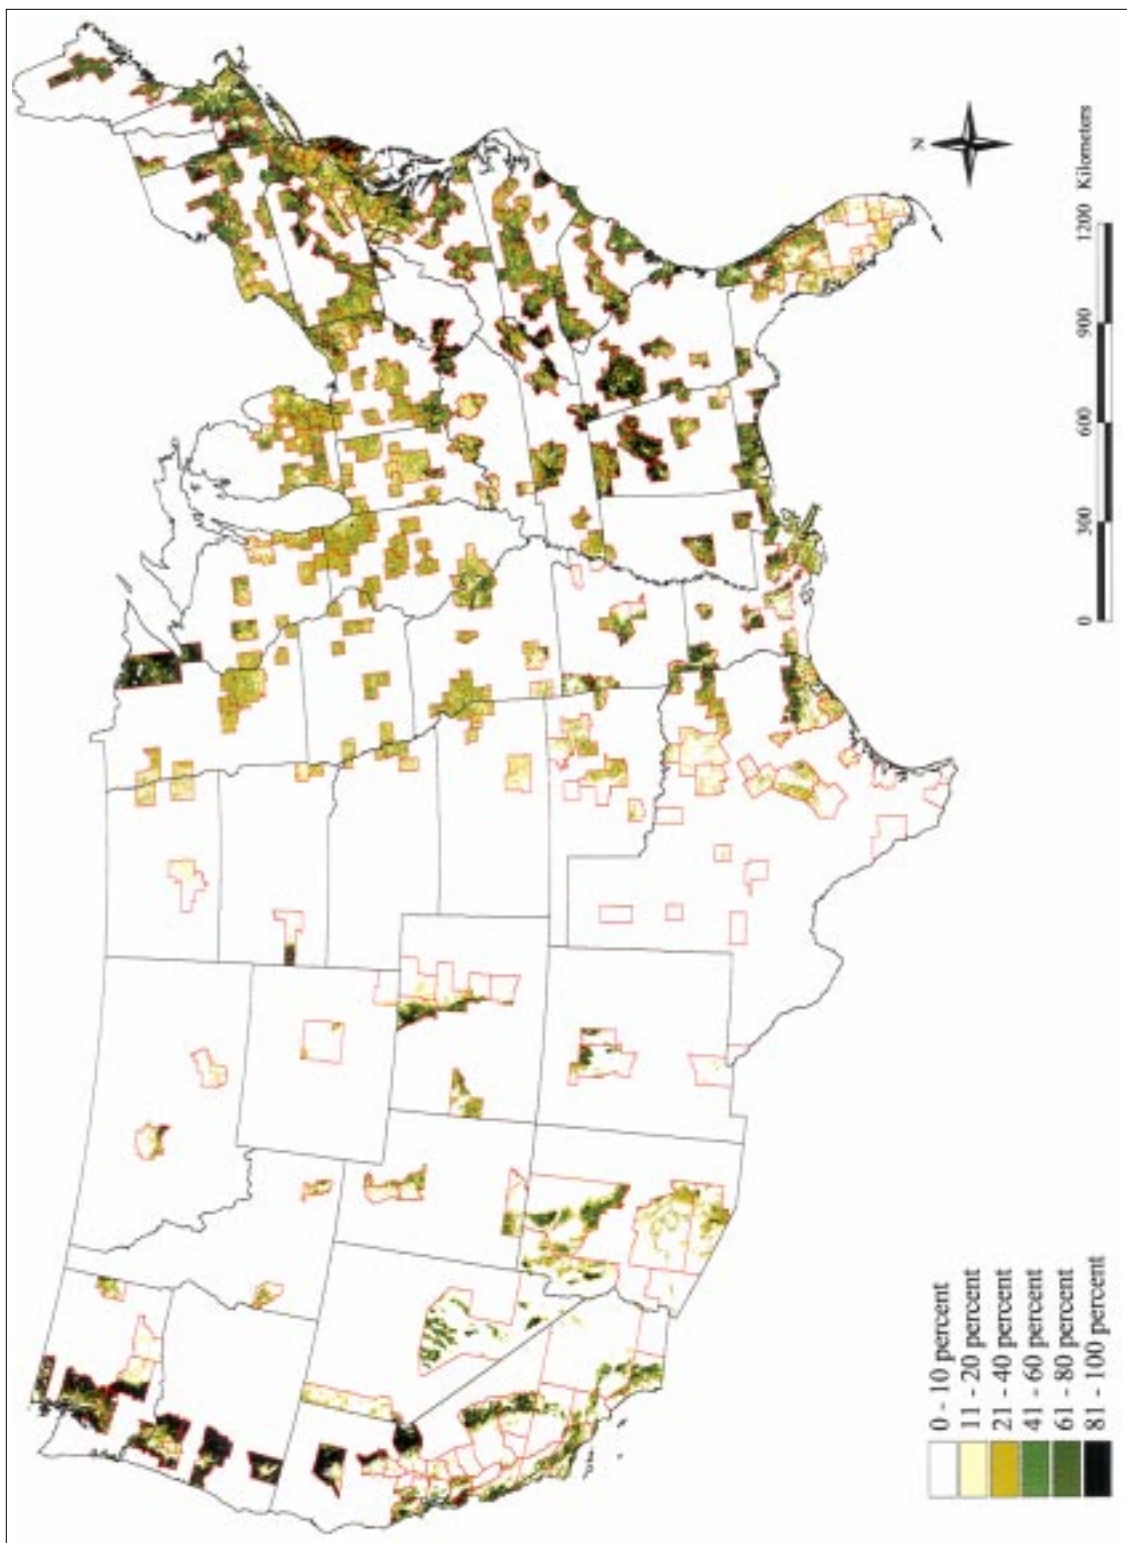 N
0 300 600 900 1200 Kilometers
0 - 10 percent
11 - 20 percent
21 - 40 percent
41 - 60 percent
61 - 80 percent
81 - 100 percent